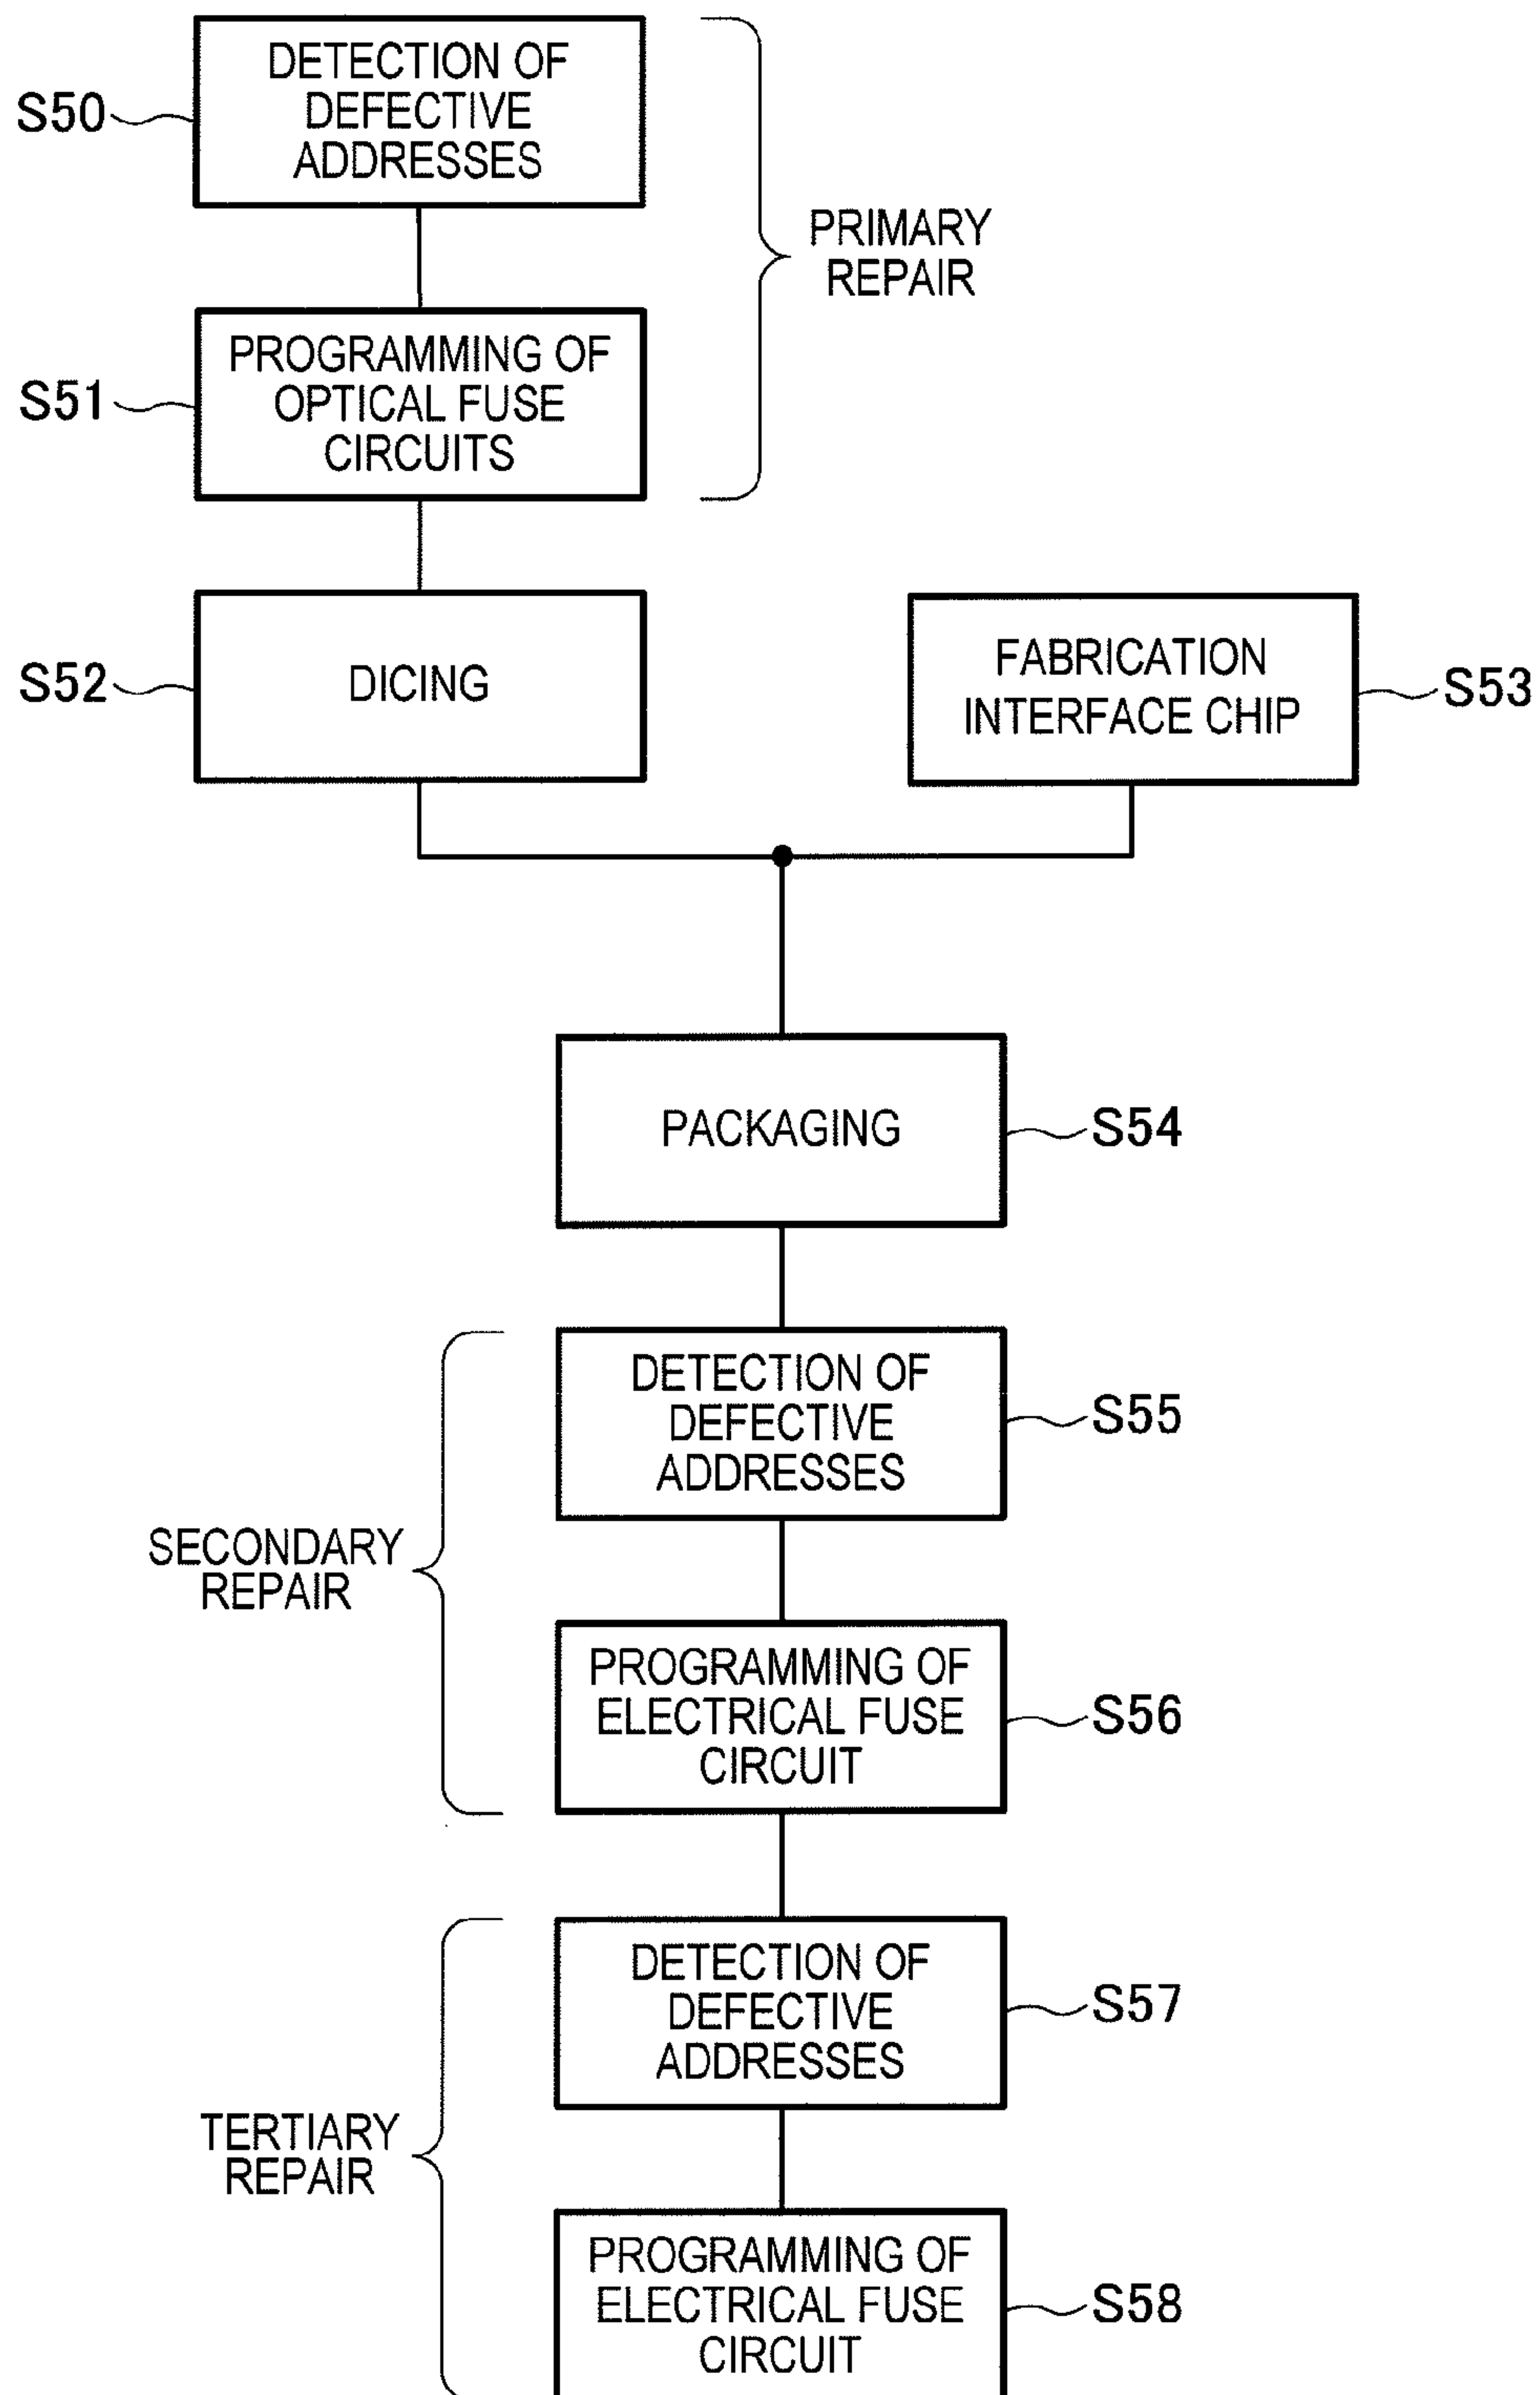 S50
DETECTION OF
DEFECTIVE
ADDRESSES
PRIMARY
REPAIR
S51
PROGRAMMING OF
OPTICAL FUSE
CIRCUITS
S52
DICING
FABRICATION
INTERFACE CHIP
S53
PACKAGING
S54
SECONDARY
REPAIR
DETECTION OF
DEFECTIVE
ADDRESSES
S55
PROGRAMMING OF
ELECTRICAL FUSE
CIRCUIT
S56
TERTIARY
REPAIR
DETECTION OF
DEFECTIVE
ADDRESSES
S57
PROGRAMMING OF
ELECTRICAL FUSE
CIRCUIT
S58